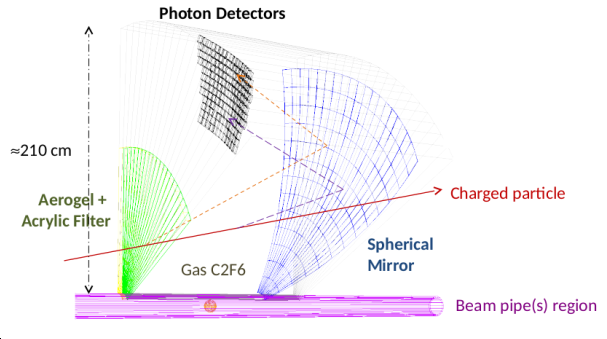 Photon Detectors
≈210 cm
Aerogel +
Acrylic Filter
Charged particle
Spherical
Mirror
Gas C2F6
Beam pipe(s) region